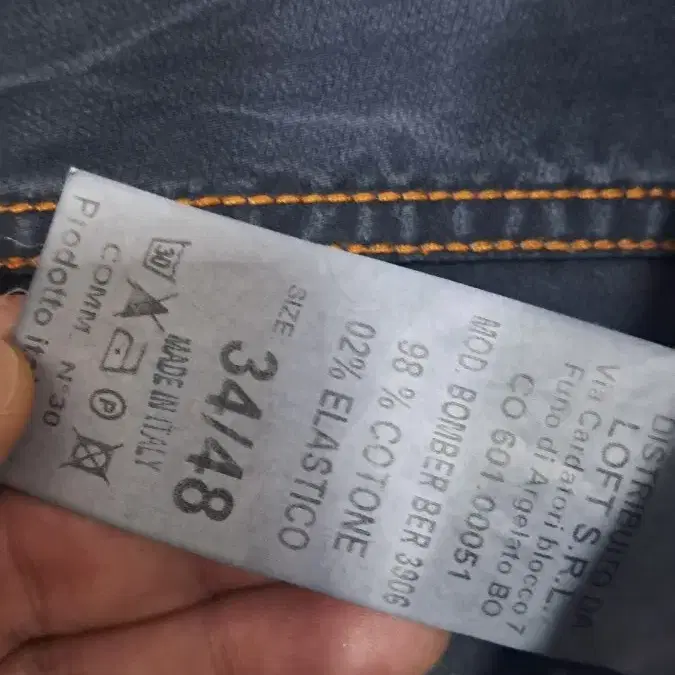 DISTRIBUITO DA
LOFT S.R.L.
Via Cardatori blocco 7
Funo di Argelato BO
CO 601.00051
MOD. BOMBER BER 3906
98 % COTONE
02% ELASTICO
SIZE:
34/48
MADE IN ITALY
30
P
COMM. N°30
Plodotto